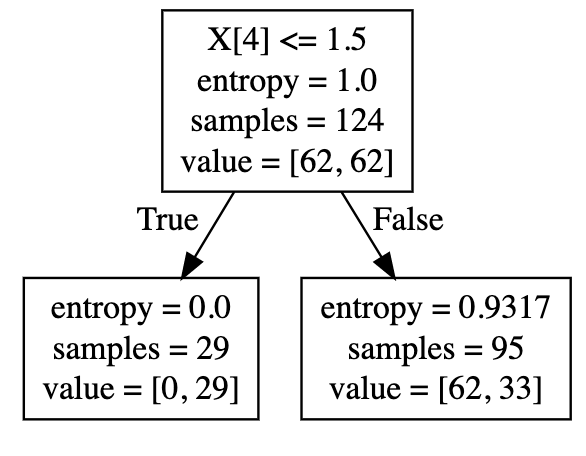 X[4] <= 1.5
entropy = 1.0
samples = 124
value = [62, 62]
True
False
entropy = 0.0
samples = 29
value = [0, 29]
entropy = 0.9317
samples = 95
value = [62, 33]